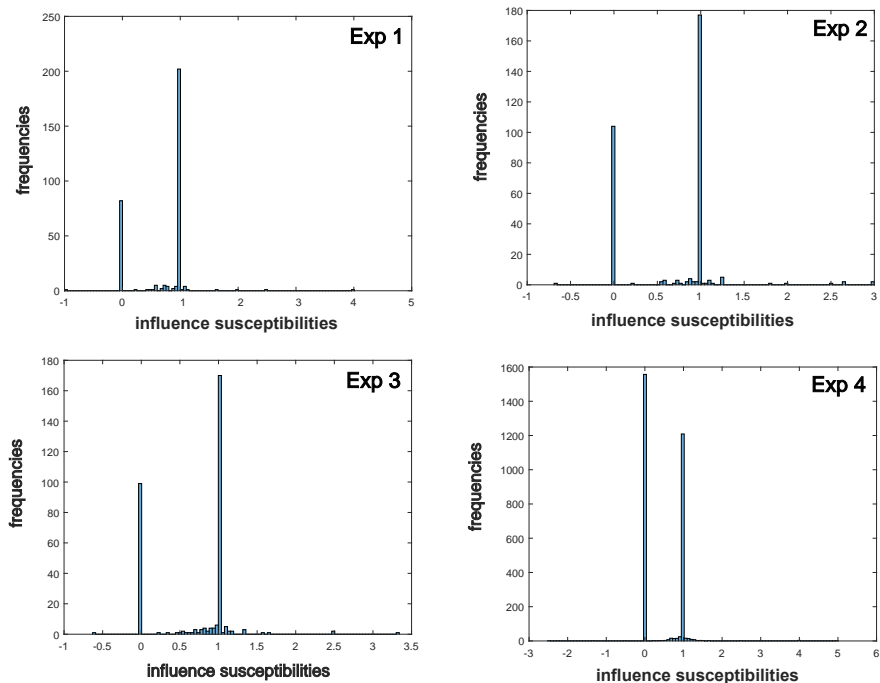 Exp 1
250
200
150
100
50
0
frequencies
-1 0 1 2 3 4 5
influence susceptibilities
Exp 2
180
160
140
120
100
80
60
40
20
0
frequencies
-1 -0.5 0 0.5 1 1.5 2 2.5 3
influence susceptibilities
Exp 3
180
160
140
120
100
80
60
40
20
0
frequencies
-1 -0.5 0 0.5 1 1.5 2 2.5 3 3.5
influence susceptibilities
Exp 4
1600
1400
1200
1000
800
600
400
200
0
frequencies
-3 -2 -1 0 1 2 3 4 5 6
influence susceptibilities